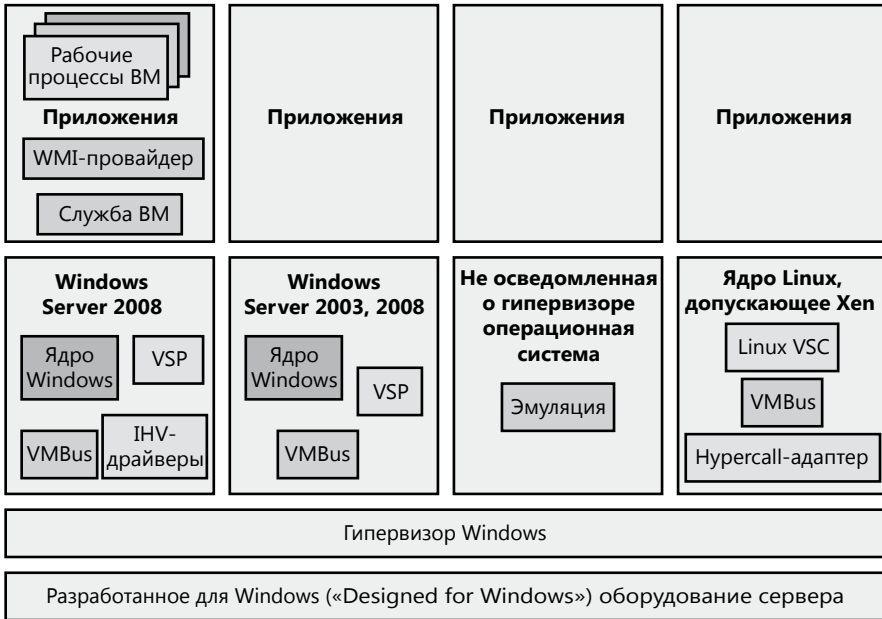 Рабочие
процессы ВМ
Приложения
WMI-провайдер
Служба ВМ
Приложения
Приложения
Приложения
Windows
Server 2008
Ядро
Windows
VSP
VMBus
IHV-
драйверы
Windows
Server 2003, 2008
Ядро
Windows
VSP
VMBus
Не осведомленная
о гипервизоре
операционная
система
Эмуляция
Ядро Linux,
допускающее Xen
Linux VSC
VMBus
Hypercall-адаптер
Гипервизор Windows
Разработанное для Windows («Designed for Windows») оборудование сервера